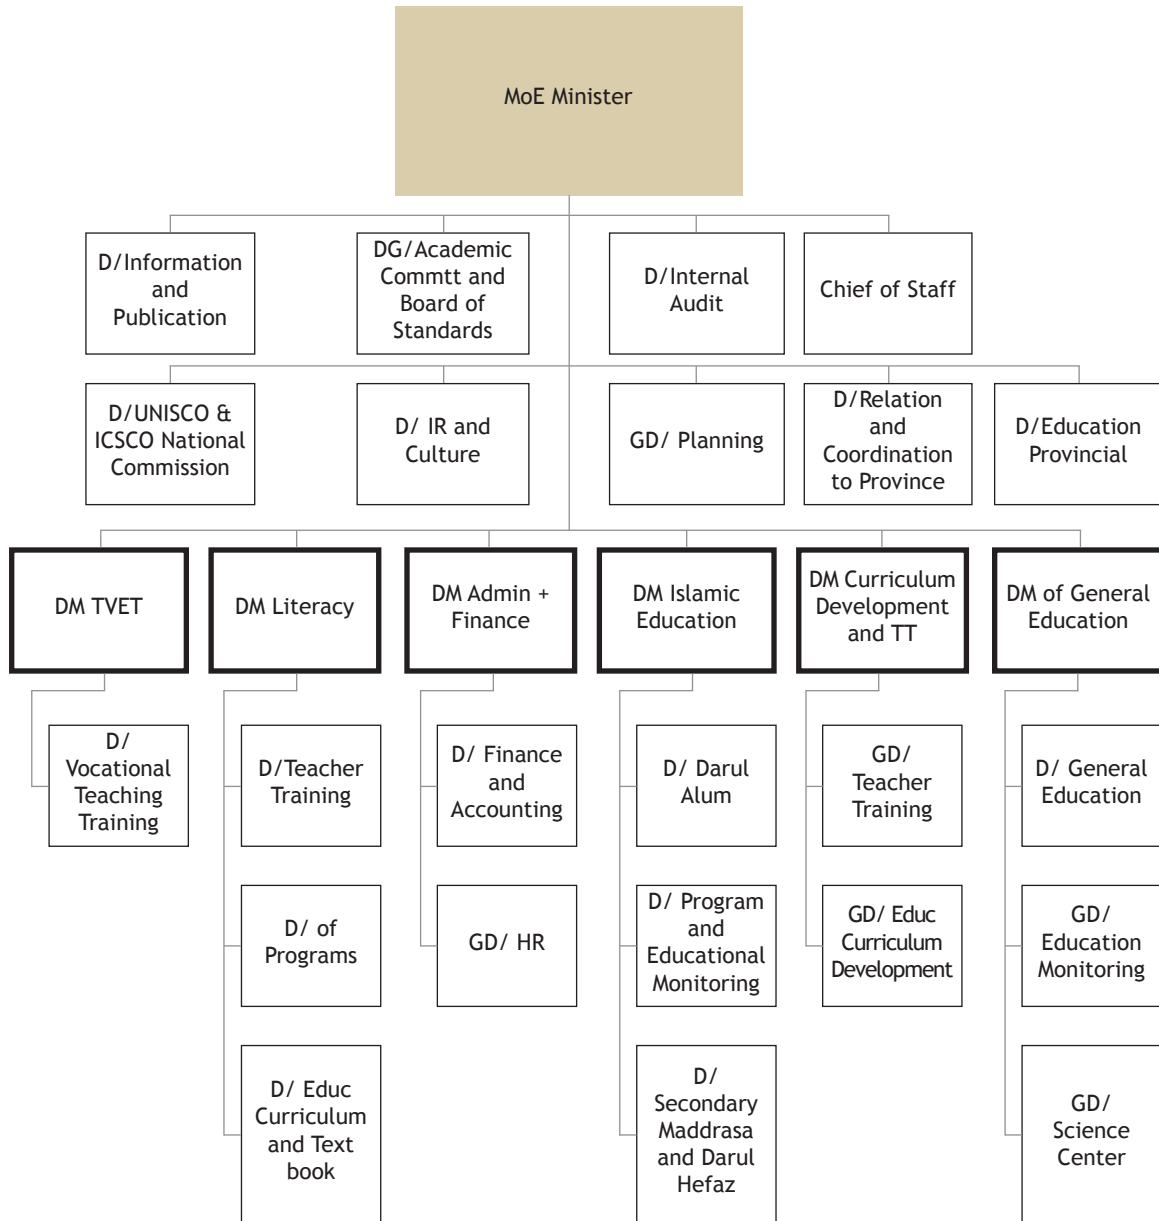 MoE Minister
D/Information
and
Publication
DG/Academic
Commtt and
Board of
Standards
D/Internal
Audit
Chief of Staff
D/UNISCO &
ICSCO National
Commission
D/ IR and
Culture
GD/ Planning
D/Relation
and
Coordination
to Province
D/Education
Provincial
DM TVET
DM Literacy
DM Admin +
Finance
DM Islamic
Education
DM Curriculum
Development
and TT
DM of General
Education
D/
Vocational
Teaching
Training
D/Teacher
Training
D/ Finance
and
Accounting
D/ Darul
Alum
GD/
Teacher
Training
D/ General
Education
D/ of
Programs
GD/ HR
D/ Program
and
Educational
Monitoring
GD/ Educ
Curriculum
Development
GD/
Education
Monitoring
D/ Educ
Curriculum
and Text
book
D/
Secondary
Maddrasa
and Darul
Hefaz
GD/
Science
Center